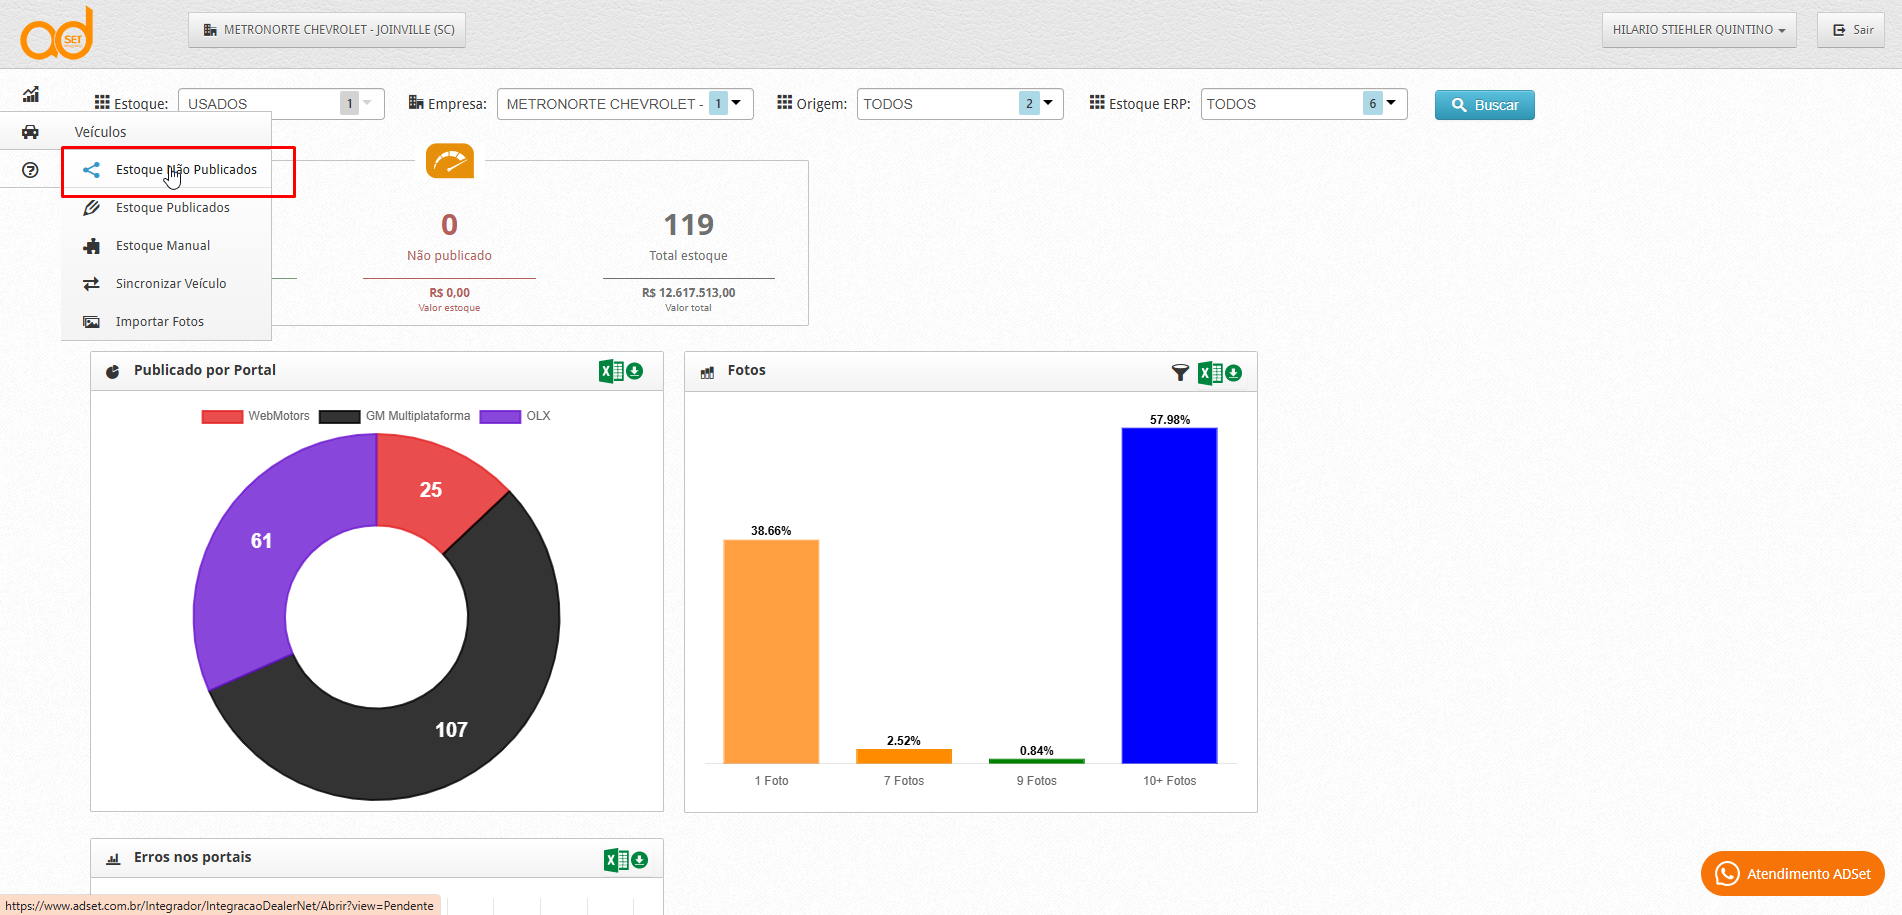 ad
SET
METRONORTE CHEVROLET - JOINVILLE (SC)
HILARIO STIEHLER QUINTINO
Sair
Estoque:
USADOS
1
Empresa:
METRONORTE CHEVROLET -
1
Origem:
TODOS
2
Estoque ERP:
TODOS
6
Buscar
Veículos
Estoque Não Publicados
Estoque Publicados
Estoque Manual
Sincronizar Veículo
Importar Fotos
0
Não publicado
R$ 0,00
Valor estoque
119
Total estoque
R$ 12.617.513,00
Valor total
Publicado por Portal
WebMotors
GM Multiplataforma
OLX
25
61
107
Fotos
57.98%
38.66%
2.52%
0.84%
1 Foto
7 Fotos
9 Fotos
10+ Fotos
Erros nos portais
Atendimento ADSet
https://www.adset.com.br/Integrador/IntegracaoDealerNet/Abrir?view=Pendente